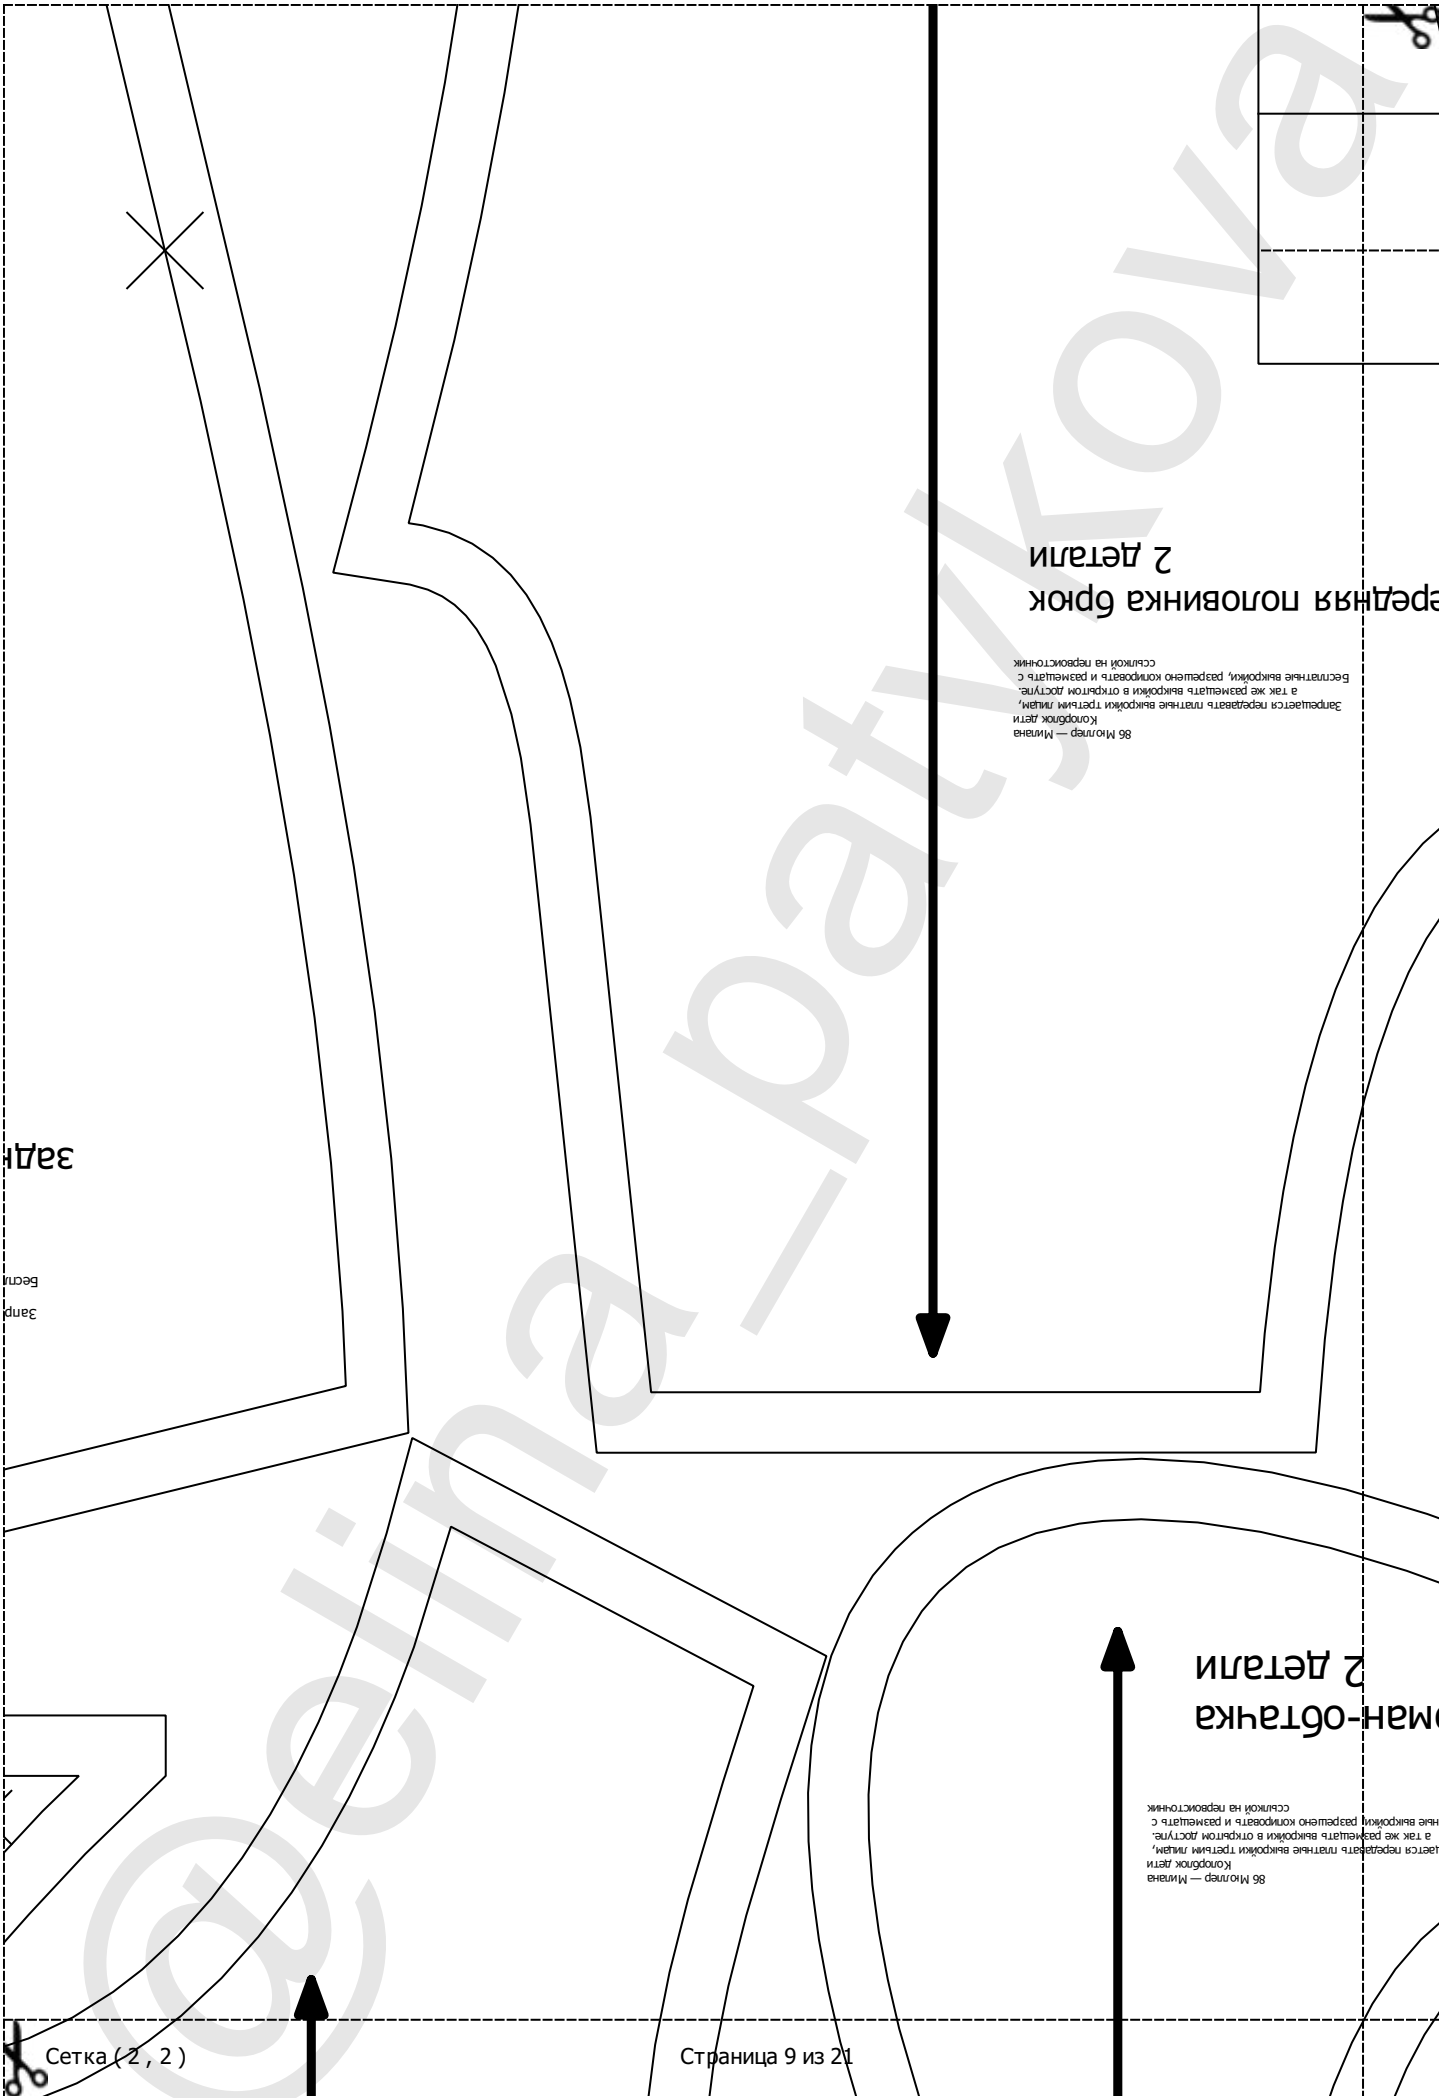 2 детали
ередняя половинка брюк
ссылкой на первоисточник
Бесплатные выкройки, разрешено копировать и размещать с
а так же размещать выкройки в открытом доступе.
Запрещается передавать платные выкройки третьим лицам,
Колорблок дети
86 Мюллер — Милана
задн
Беспл
Запр
2 детали
рман-обтачка
ссылкой на первоисточник
ные выкройки, разрешено копировать и размещать с
а так же размещать выкройки в открытом доступе.
щается передавать платные выкройки третьим лицам,
Колорблок дети
86 Мюллер — Милана
@elina_patykova
Сетка ( 2 , 2 )
Страница 9 из 21